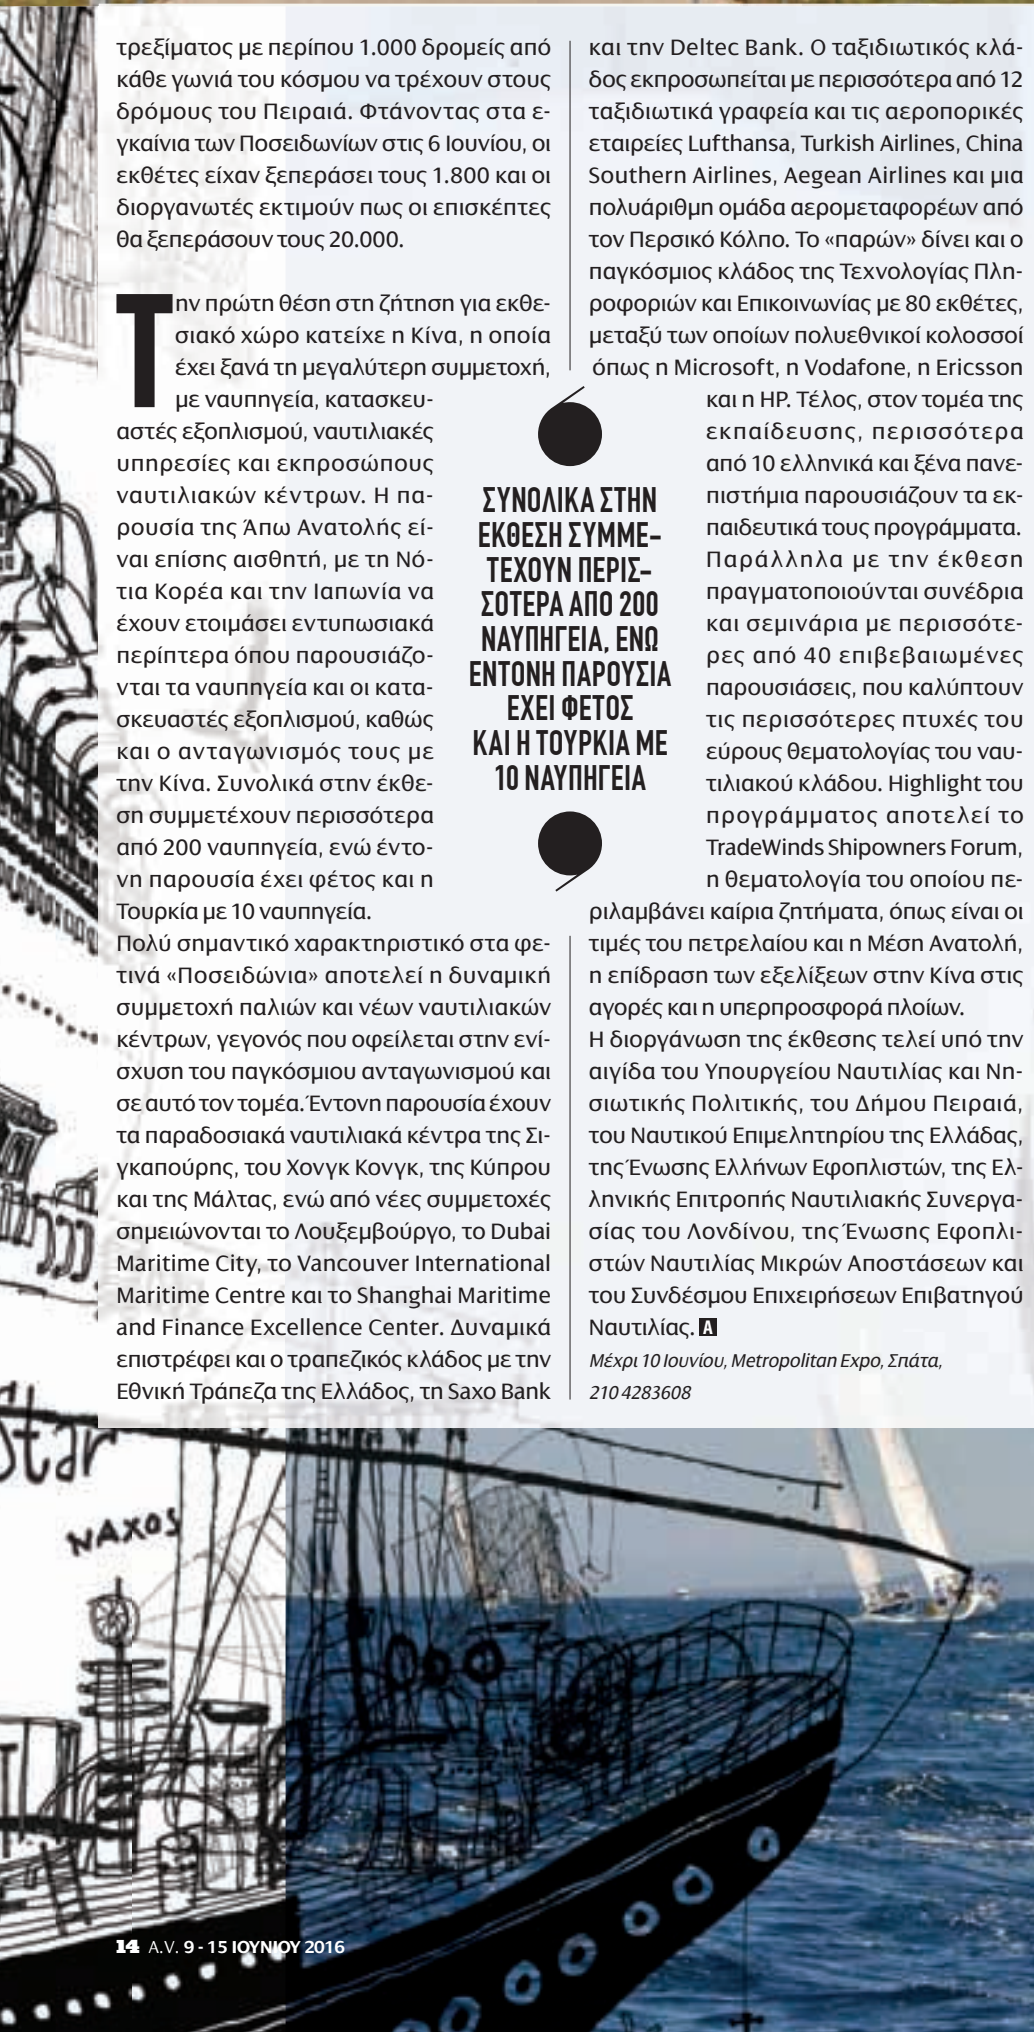 τρεξίματος με περίπου 1.000 δρομείς από
κάθε γωνιά του κόσμου να τρέχουν στους
δρόμους του Πειραιά. Φτάνοντας στα ε-
γκαίνια των Ποσειδωνίων στις 6 Ιουνίου, οι
εκθέτες είχαν ξεπεράσει τους 1.800 και οι
διοργανωτές εκτιμούν πως οι επισκέπτες
θα ξεπεράσουν τους 20.000.
Την πρώτη θέση στη ζήτηση για εκθε-
σιακό χώρο κατείχε η Κίνα, η οποία
έχει ξανά τη μεγαλύτερη συμμετοχή,
με ναυπηγεία, κατασκευ-
αστές εξοπλισμού, ναυτιλιακές
υπηρεσίες και εκπροσώπους
ναυτιλιακών κέντρων. Η πα-
ρουσία της Άπω Ανατολής εί-
ναι επίσης αισθητή, με τη Νό-
τια Κορέα και την Ιαπωνία να
έχουν ετοιμάσει εντυπωσιακά
περίπτερα όπου παρουσιάζο-
νται τα ναυπηγεία και οι κατα-
σκευαστές εξοπλισμού, καθώς
και ο ανταγωνισμός τους με
την Κίνα. Συνολικά στην έκθε-
ση συμμετέχουν περισσότερα
από 200 ναυπηγεία, ενώ έντο-
νη παρουσία έχει φέτος και η
Τουρκία με 10 ναυπηγεία.
Πολύ σημαντικό χαρακτηριστικό στα φε-
τινά «Ποσειδώνια» αποτελεί η δυναμική
συμμετοχή παλιών και νέων ναυτιλιακών
κέντρων, γεγονός που οφείλεται στην ενί-
σχυση του παγκόσμιου ανταγωνισμού και
σε αυτό τον τομέα. Έντονη παρουσία έχουν
τα παραδοσιακά ναυτιλιακά κέντρα της Σι-
γκαπούρης, του Χονγκ Κονγκ, της Κύπρου
και της Μάλτας, ενώ από νέες συμμετοχές
σημειώνονται το Λουξεμβούργο, το Dubai
Maritime City, το Vancouver International
Maritime Centre και το Shanghai Maritime
and Finance Excellence Center. Δυναμικά
επιστρέφει και ο τραπεζικός κλάδος με την
Εθνική Τράπεζα της Ελλάδος, τη Saxo Bank
ΣΥΝΟΛΙΚΑ ΣΤΗΝ
ΕΚΘΕΣΗ ΣΥΜΜΕ-
ΤΕΧΟΥΝ ΠΕΡΙΣ-
ΣΟΤΕΡΑ ΑΠΟ 200
ΝΑΥΠΗΓΕΙΑ, ΕΝΩ
ΕΝΤΟΝΗ ΠΑΡΟΥΣΙΑ
ΕΧΕΙ ΦΕΤΟΣ
ΚΑΙ Η ΤΟΥΡΚΙΑ ΜΕ
10 ΝΑΥΠΗΓΕΙΑ
και την Deltec Bank. Ο ταξιδιωτικός κλά-
δος εκπροσωπείται με περισσότερα από 12
ταξιδιωτικά γραφεία και τις αεροπορικές
εταιρείες Lufthansa, Turkish Airlines, China
Southern Airlines, Aegean Airlines και μια
πολυάριθμη ομάδα αερομεταφορέων από
τον Περσικό Κόλπο. Το «παρών» δίνει και ο
παγκόσμιος κλάδος της Τεχνολογίας Πλη-
ροφοριών και Επικοινωνίας με 80 εκθέτες,
μεταξύ των οποίων πολυεθνικοί κολοσσοί
όπως η Microsoft, η Vodafone, η Ericsson
και η HP. Τέλος, στον τομέα της
εκπαίδευσης, περισσότερα
από 10 ελληνικά και ξένα πανε-
πιστήμια παρουσιάζουν τα εκ-
παιδευτικά τους προγράμματα.
Παράλληλα με την έκθεση
πραγματοποιούνται συνέδρια
και σεμινάρια με περισσότε-
ρες από 40 επιβεβαιωμένες
παρουσιάσεις, που καλύπτουν
τις περισσότερες πτυχές του
εύρους θεματολογίας του ναυ-
τιλιακού κλάδου. Highlight του
προγράμματος αποτελεί το
TradeWinds Shipowners Forum,
η θεματολογία του οποίου πε-
ριλαμβάνει καίρια ζητήματα, όπως είναι οι
τιμές του πετρελαίου και η Μέση Ανατολή,
η επίδραση των εξελίξεων στην Κίνα στις
αγορές και η υπερπροσφορά πλοίων.
Η διοργάνωση της έκθεσης τελεί υπό την
αιγίδα του Υπουργείου Ναυτιλίας και Νη-
σιωτικής Πολιτικής, του Δήμου Πειραιά,
του Ναυτικού Επιμελητηρίου της Ελλάδας,
της Ένωσης Ελλήνων Εφοπλιστών, της Ελ-
ληνικής Επιτροπής Ναυτιλιακής Συνεργα-
σίας του Λονδίνου, της Ένωσης Εφοπλι-
στών Ναυτιλίας Μικρών Αποστάσεων και
του Συνδέσμου Επιχειρήσεων Επιβατηγού
Ναυτιλίας. A
Μέχρι 10 Ιουνίου, Metropolitan Expo, Σπάτα,
210 4283608
Star
NAXOS
14 A.V. 9 - 15 ΙΟΥΝΙΟΥ 2016